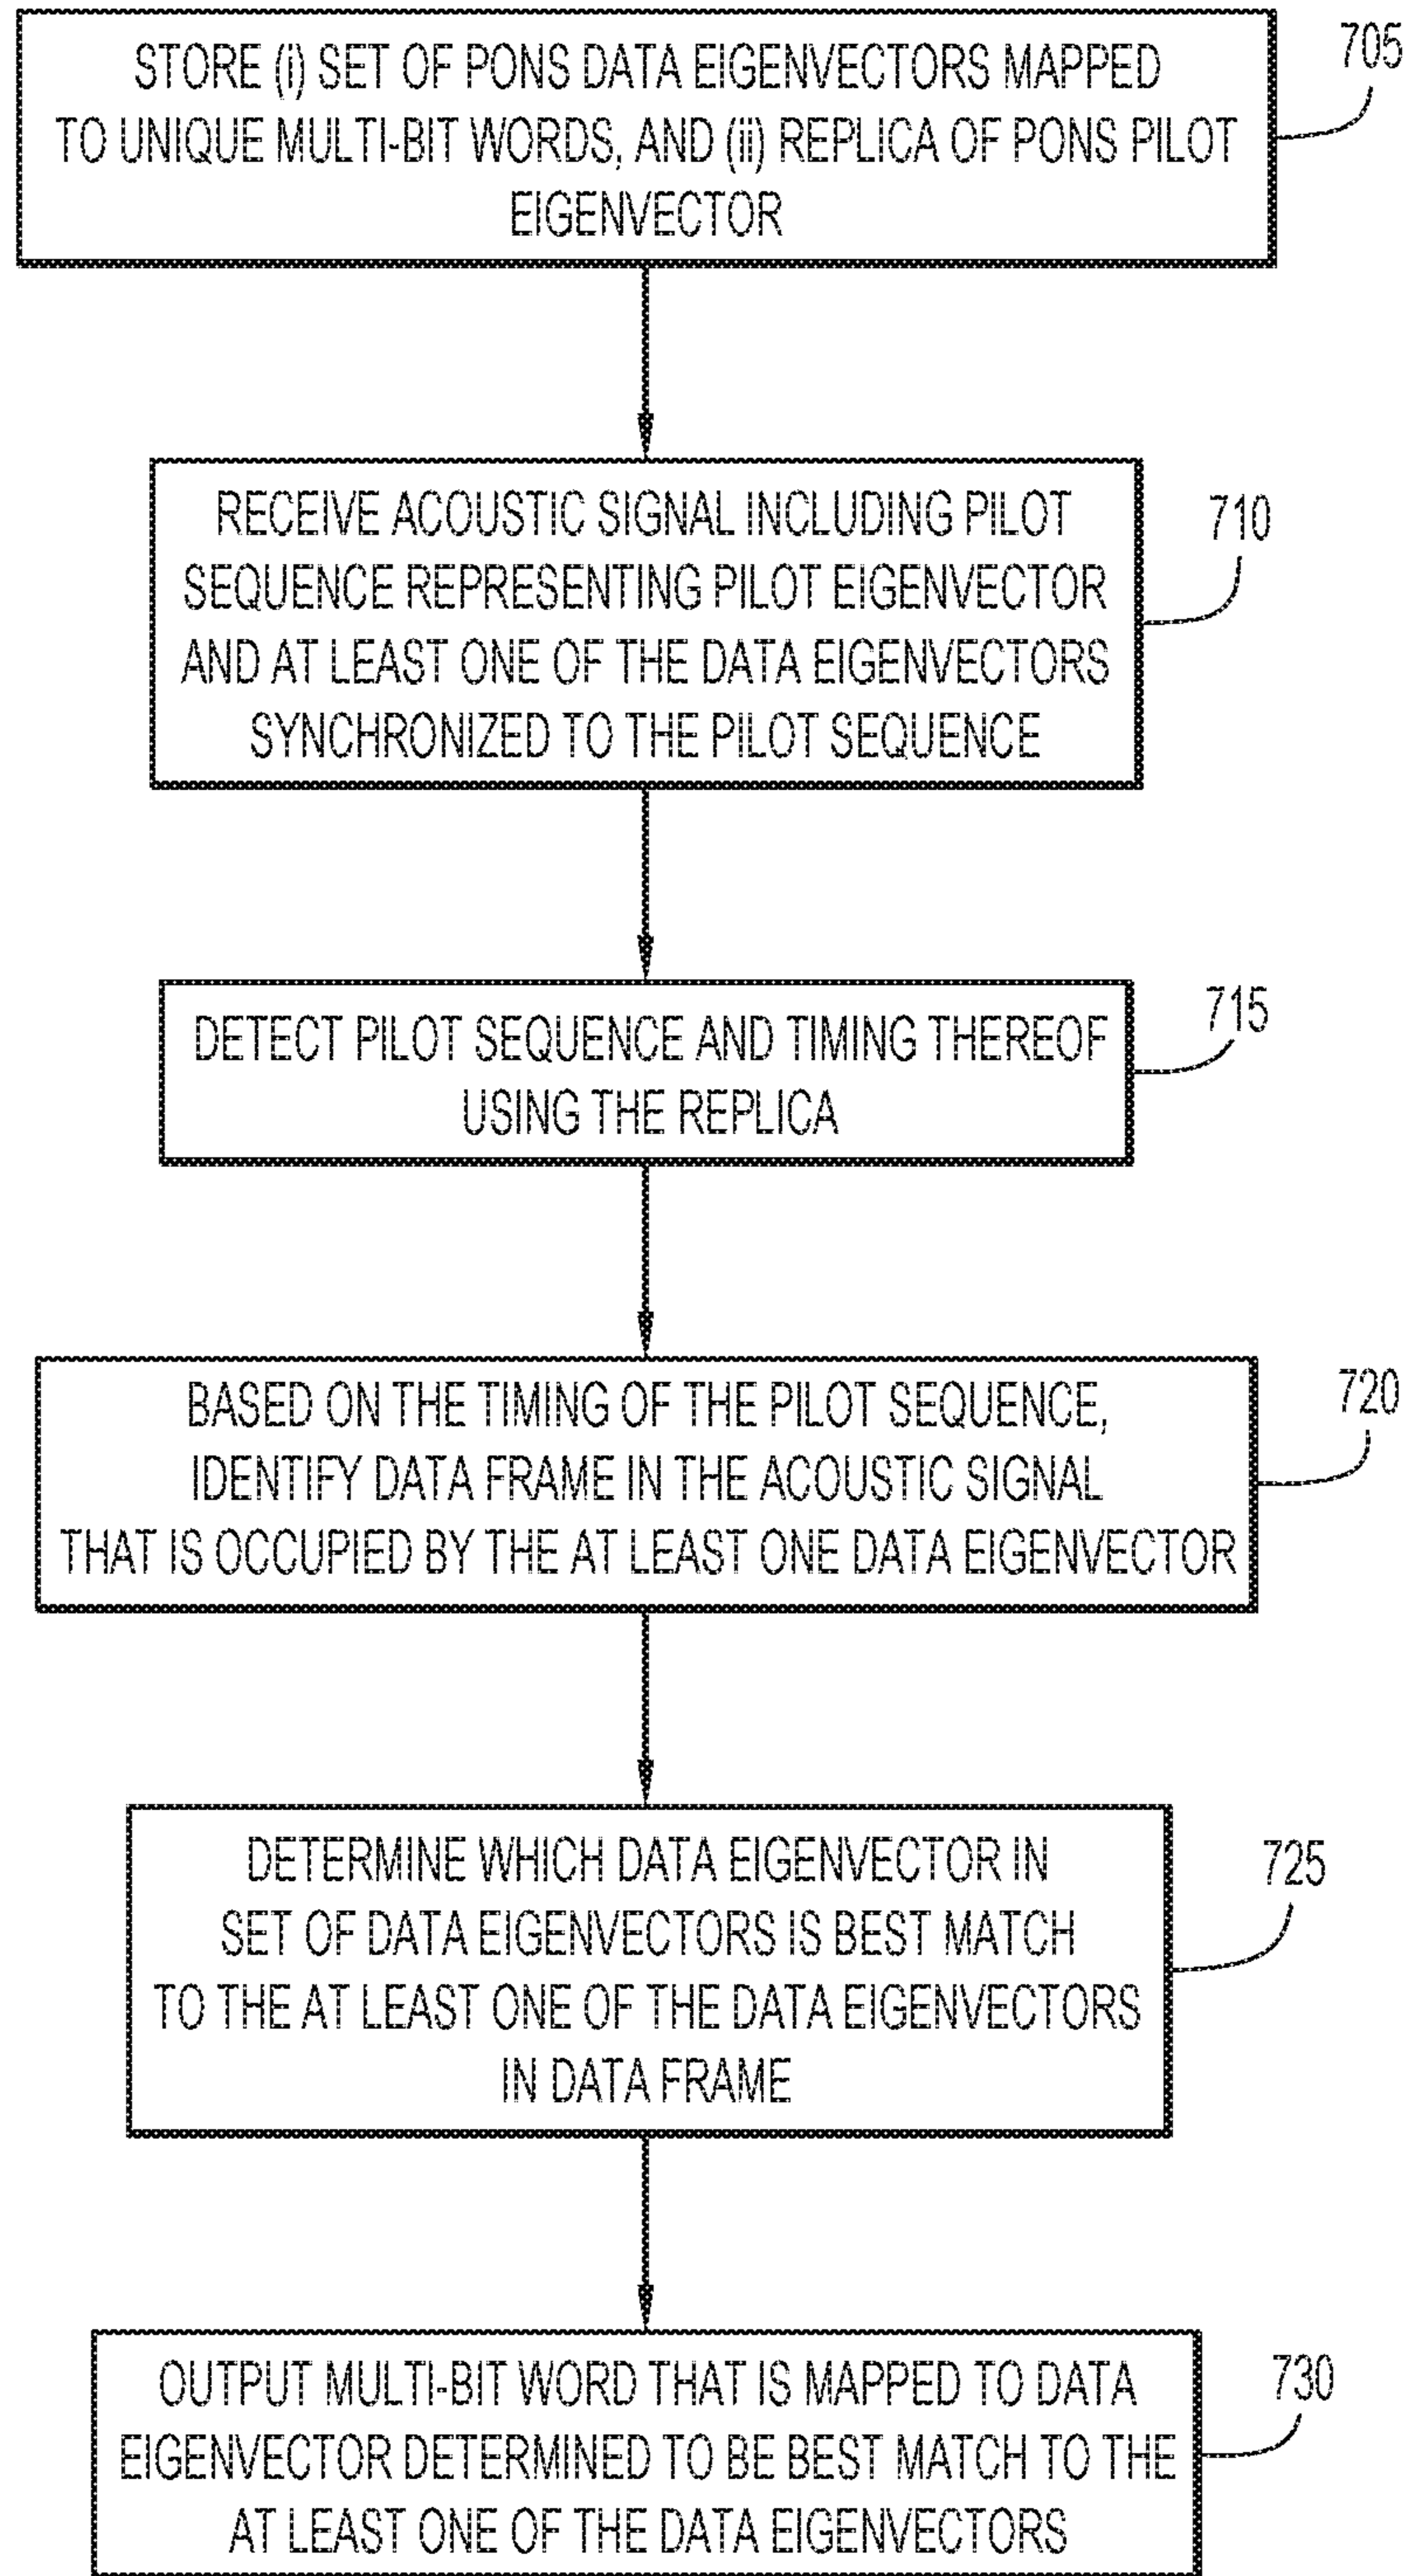 STORE (i) SET OF PONS DATA EIGENVECTORS MAPPED
TO UNIQUE MULTI-BIT WORDS, AND (ii) REPLICA OF PONS PILOT
EIGENVECTOR
705
RECEIVE ACOUSTIC SIGNAL INCLUDING PILOT
SEQUENCE REPRESENTING PILOT EIGENVECTOR
AND AT LEAST ONE OF THE DATA EIGENVECTORS
SYNCHRONIZED TO THE PILOT SEQUENCE
710
DETECT PILOT SEQUENCE AND TIMING THEREOF
USING THE REPLICA
715
BASED ON THE TIMING OF THE PILOT SEQUENCE,
IDENTIFY DATA FRAME IN THE ACOUSTIC SIGNAL
THAT IS OCCUPIED BY THE AT LEAST ONE DATA EIGENVECTOR
720
DETERMINE WHICH DATA EIGENVECTOR IN
SET OF DATA EIGENVECTORS IS BEST MATCH
TO THE AT LEAST ONE OF THE DATA EIGENVECTORS
IN DATA FRAME
725
OUTPUT MULTI-BIT WORD THAT IS MAPPED TO DATA
EIGENVECTOR DETERMINED TO BE BEST MATCH TO THE
AT LEAST ONE OF THE DATA EIGENVECTORS
730